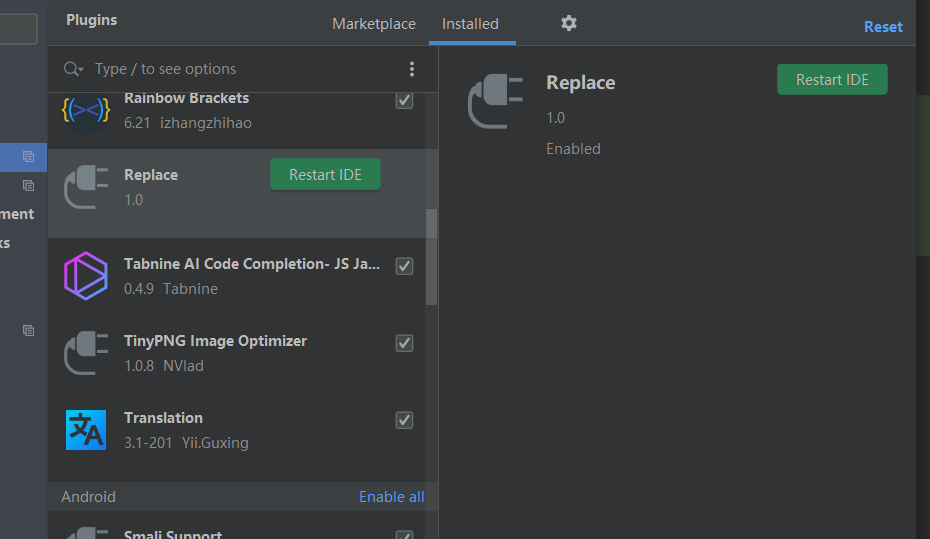 Plugins
Marketplace
Installed
Reset
Type / to see options
Rainbow Brackets
6.21 izhangzhihao
Replace
Restart IDE
1.0
Tabnine AI Code Completion- JS Ja...
0.4.9 Tabnine
TinyPNG Image Optimizer
1.0.8 NVlad
文A
Translation
3.1-201 Yii.Guxing
Android
Enable all
Smali Support
ment
ks
Replace
Restart IDE
1.0
Enabled